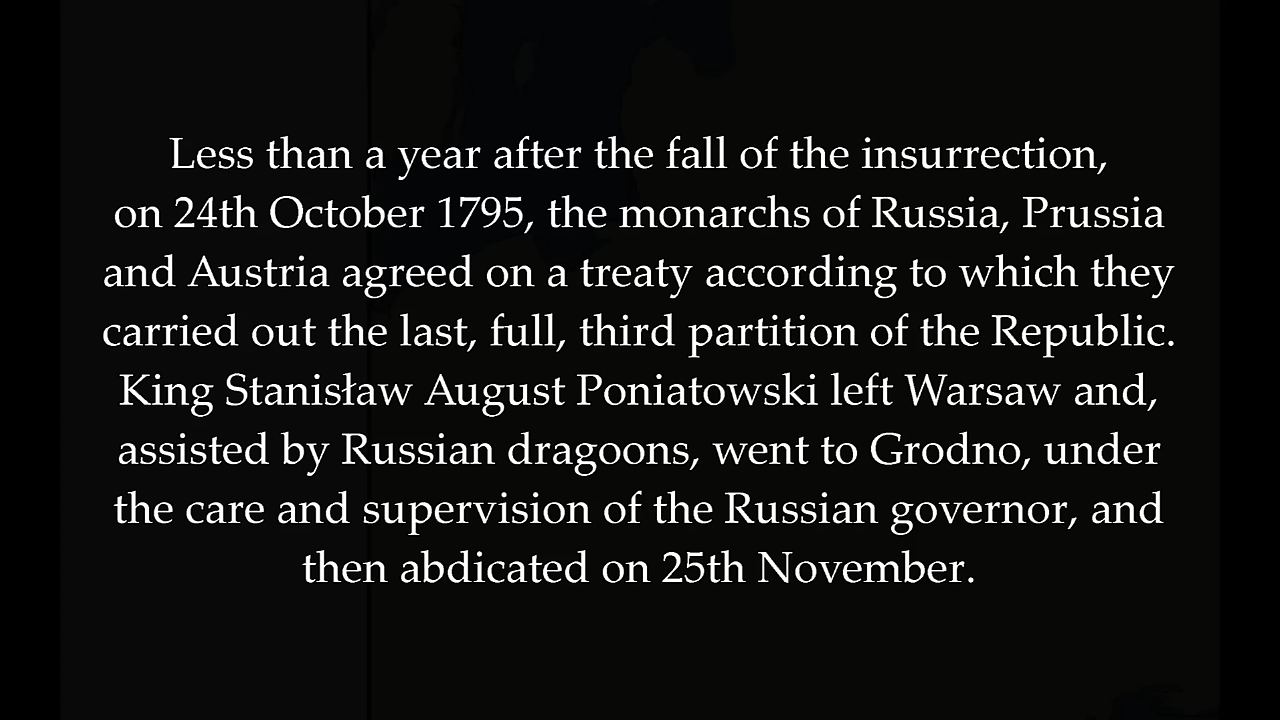 Less than a year after the fall of the insurrection,
on 24th October 1795, the monarchs of Russia, Prussia
and Austria agreed on a treaty according to which they
carried out the last, full, third partition of the Republic.
King Stanisław August Poniatowski left Warsaw and,
assisted by Russian dragoons, went to Grodno, under
the care and supervision of the Russian governor, and
then abdicated on 25th November.